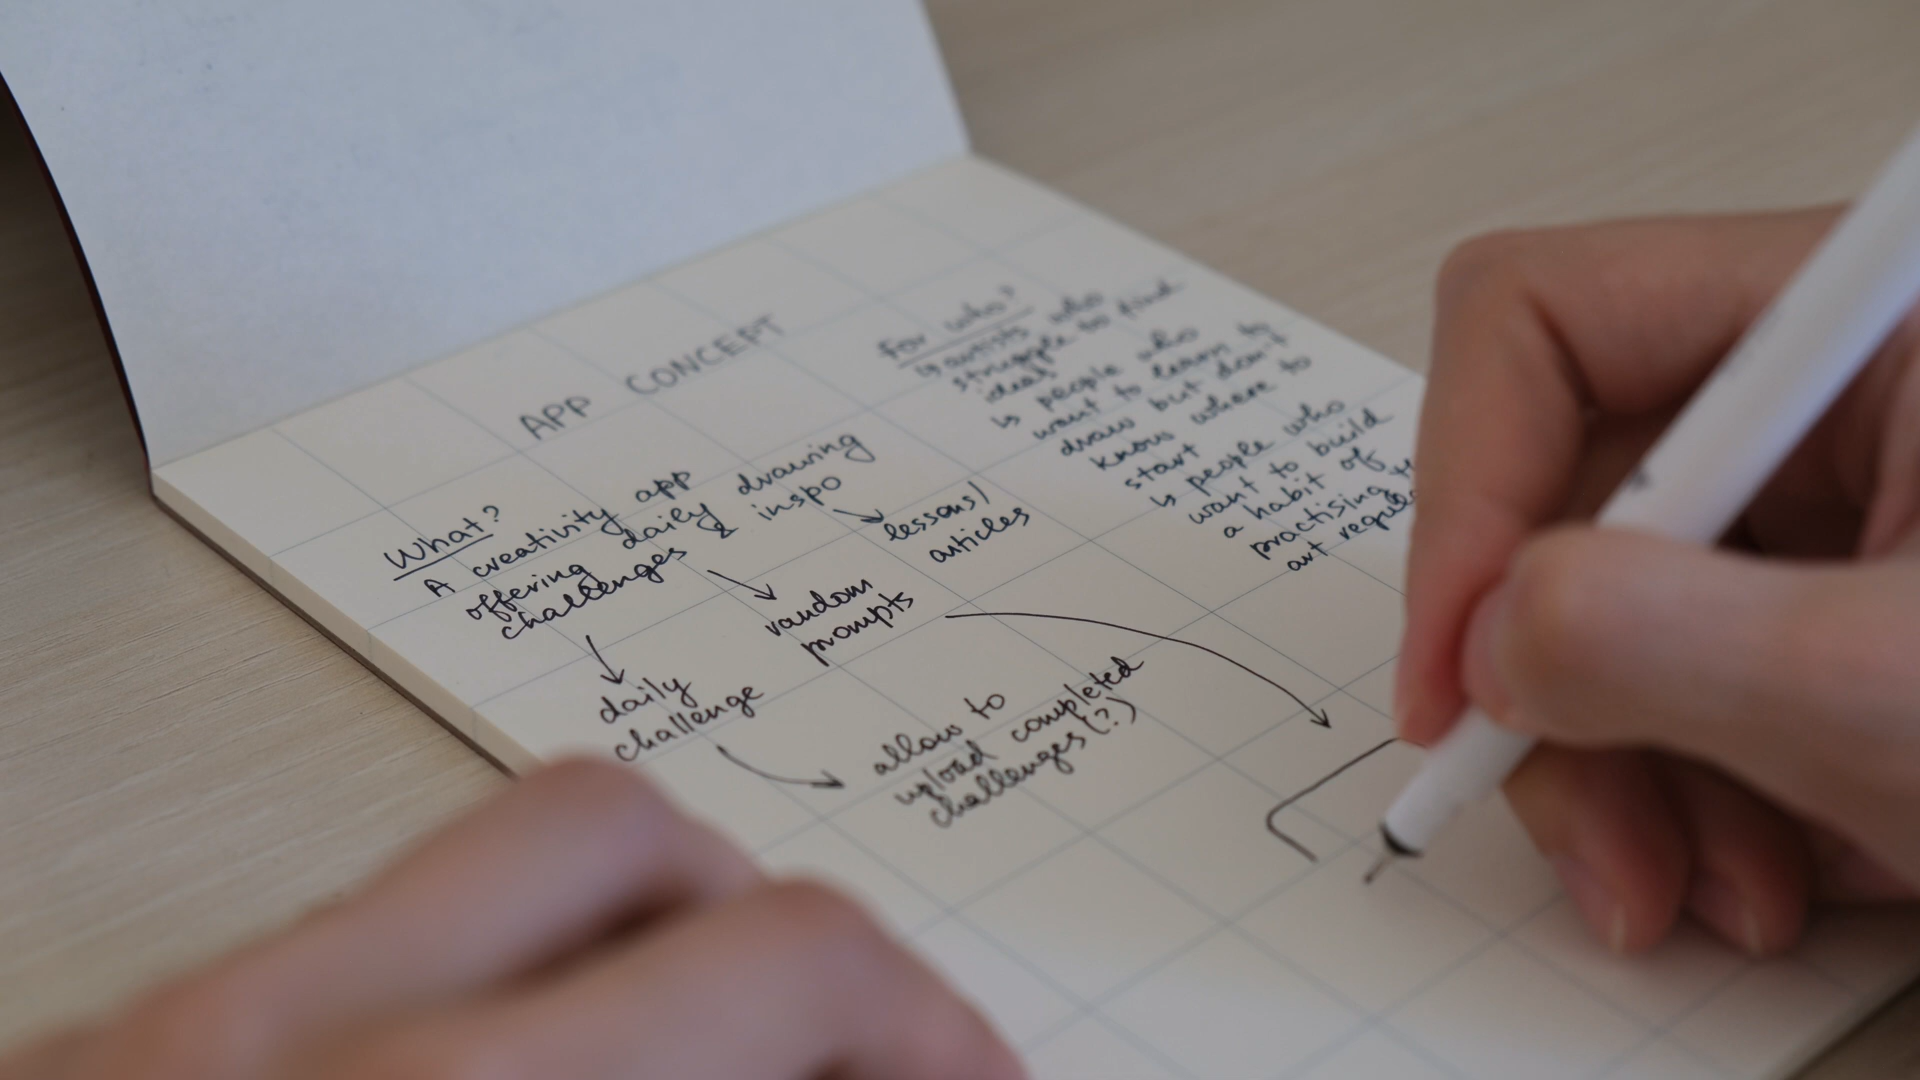 APP CONCEPT
What?
A creativity app
offering daily drawing
challenges & inspo
lessons/
articles
random
prompts
daily
challenge
allow to
upload completed
challenges (?)
for who?
↳ artists who
struggle to find
ideas
↳ people who
want to learn to
draw but don't
know where to
start
↳ people who
want to build
a habit of
practising
art